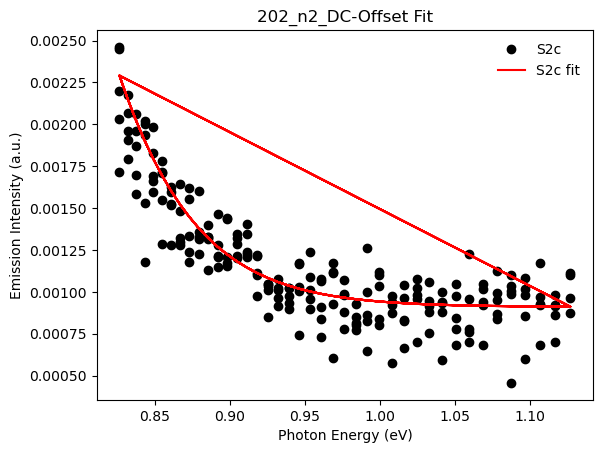 202_n2_DC-Offset Fit
S2c
S2c fit
Emission Intensity (a.u.)
0.00250
0.00225
0.00200
0.00175
0.00150
0.00125
0.00100
0.00075
0.00050
0.85 0.90 0.95 1.00 1.05 1.10
Photon Energy (eV)